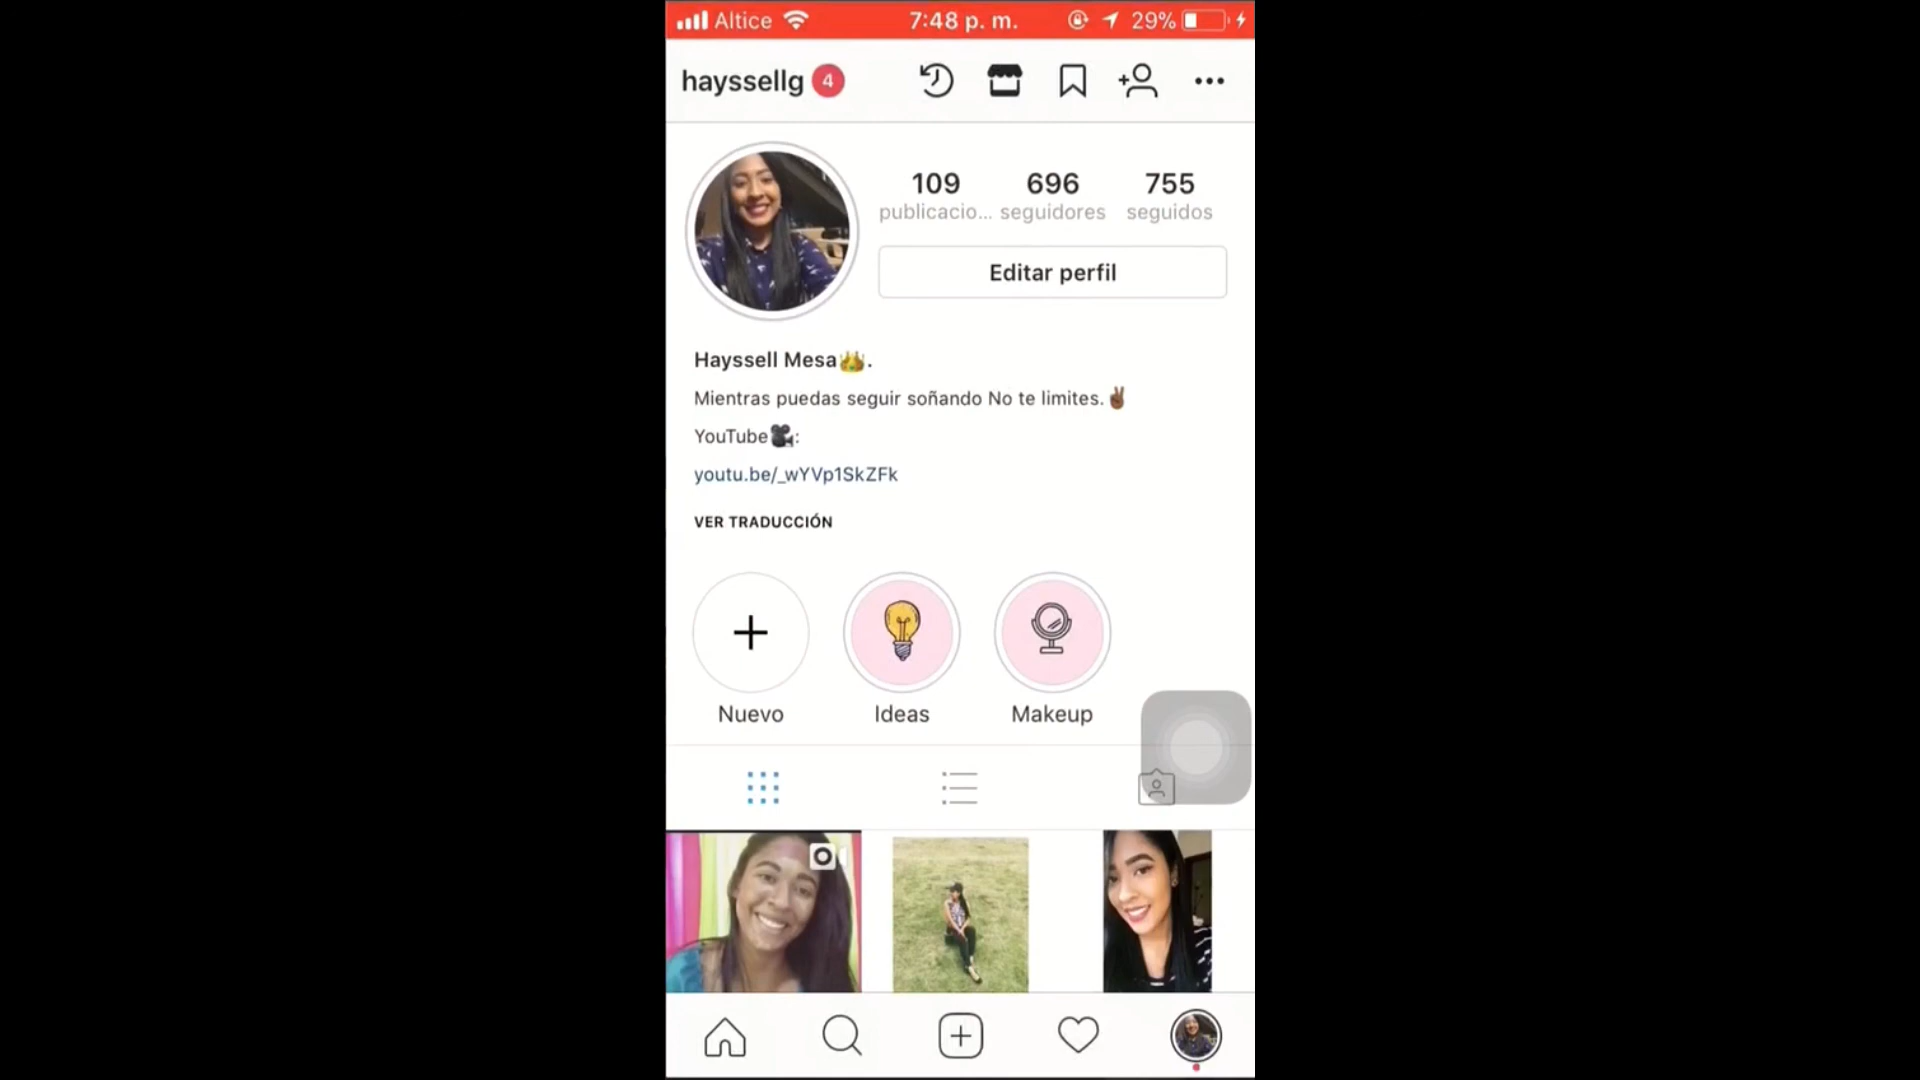 Altice 7:48 p. m. 29%
hayssellg 4
109 696 755
publicacio... seguidores seguidos
Editar perfil
Hayssell Mesa👑.
Mientras puedas seguir soñando No te limites.✌🏾
YouTube🎥:
youtu.be/_wYVp1SkZFk
VER TRADUCCIÓN
Nuevo Ideas Makeup